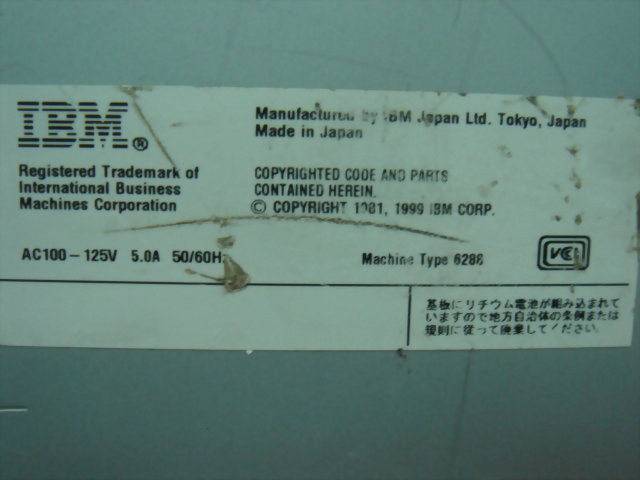 IBM®
Registered Trademark of
International Business
Machines Corporation
Manufactured by IBM Japan Ltd. Tokyo, Japan
Made in Japan
COPYRIGHTED CODE AND PARTS
CONTAINED HEREIN.
© COPYRIGHT 1981, 1999 IBM CORP.
AC100-125V 5.0A 50/60Hz
Machine Type 6288
VCCI
基板にリチウム電池が組み込まれて
いますので地方自治体の条例または
規則に従って廃棄してください。